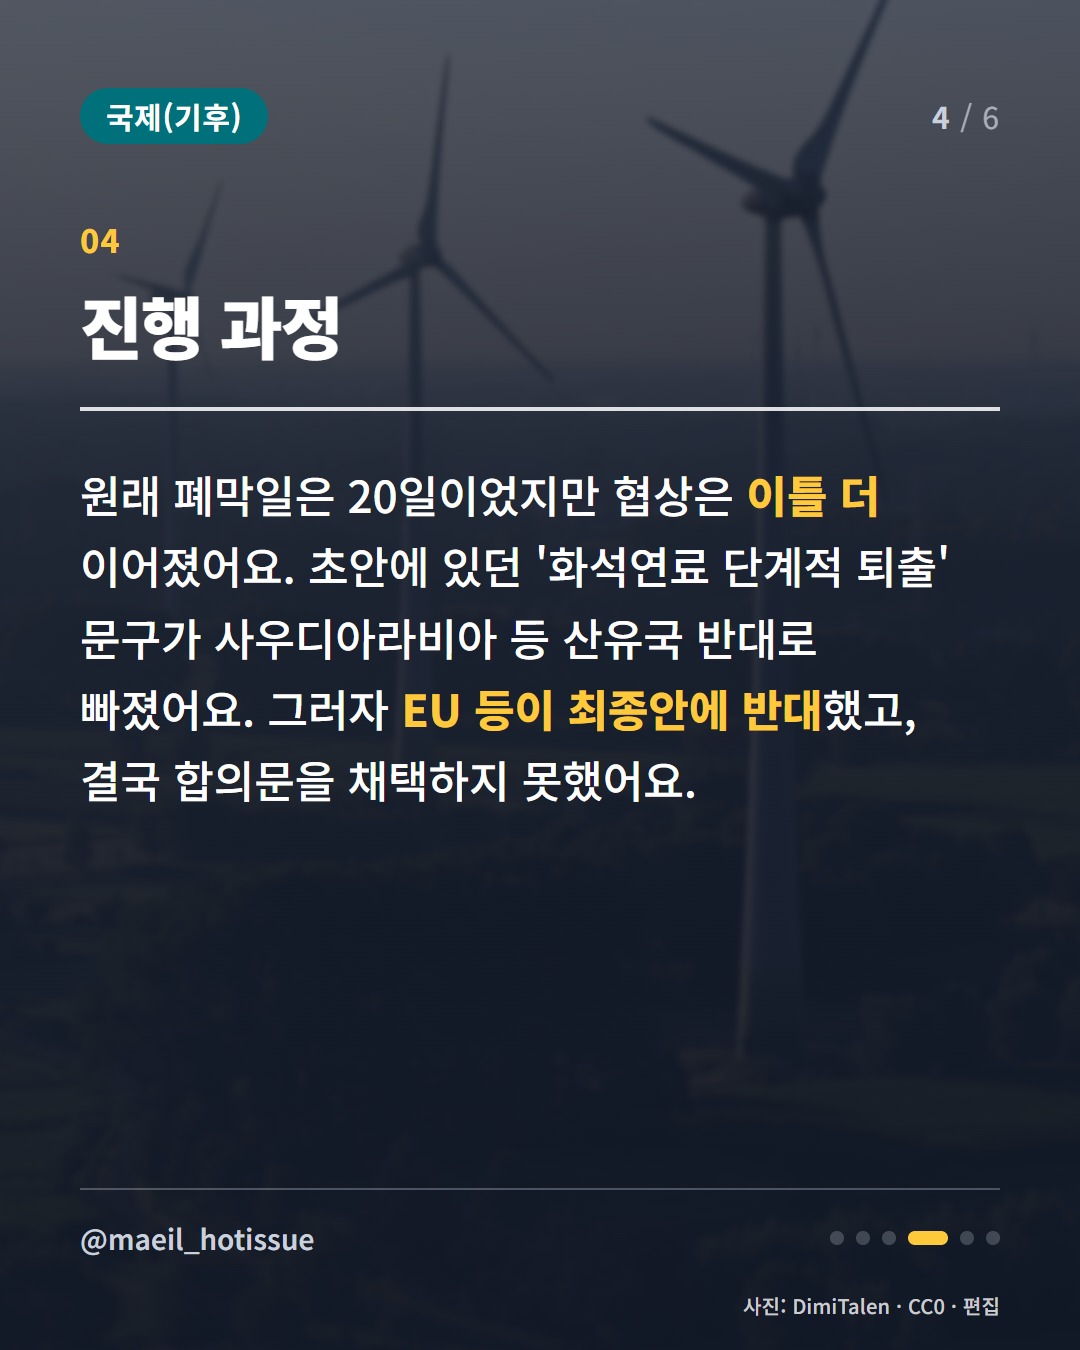 국제(기후)
4 / 6
04
진행 과정
원래 폐막일은 20일이었지만 협상은 이틀 더
이어졌어요. 초안에 있던 '화석연료 단계적 퇴출'
문구가 사우디아라비아 등 산유국 반대로
빠졌어요. 그러자 EU 등이 최종안에 반대했고,
결국 합의문을 채택하지 못했어요.
@maeil_hotissue
사진: DimiTalen · CC0 · 편집